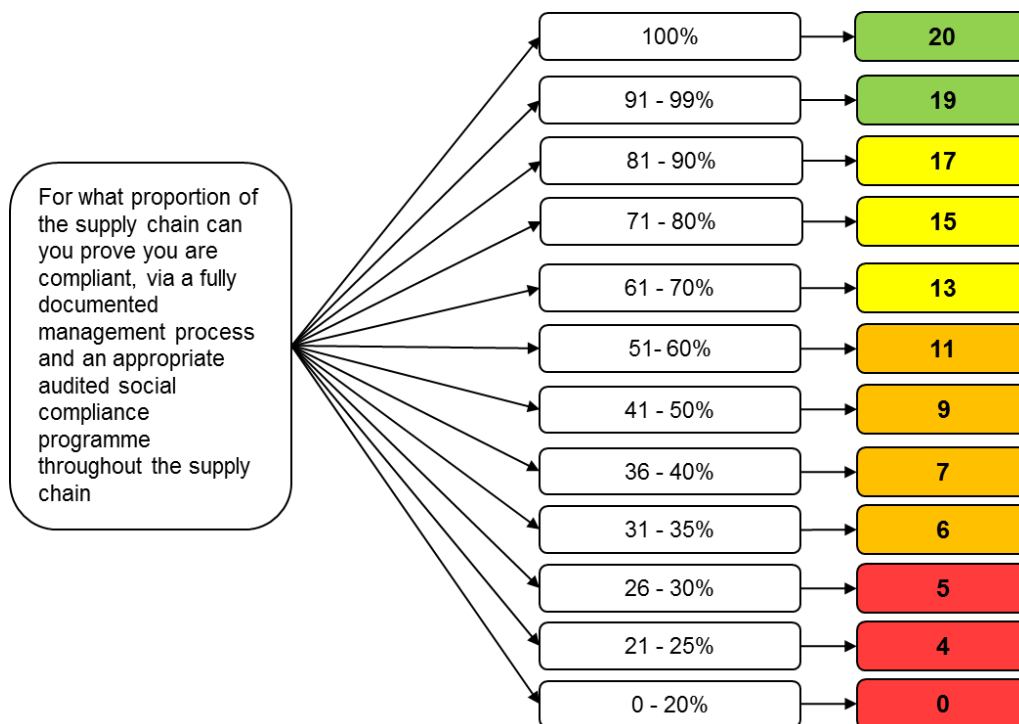 For what proportion of
the supply chain can
you prove you are
compliant, via a fully
documented
management process
and an appropriate
audited social
compliance
programme
throughout the supply
chain
100%
20
91 - 99%
19
81 - 90%
17
71 - 80%
15
61 - 70%
13
51- 60%
11
41 - 50%
9
36 - 40%
7
31 - 35%
6
26 - 30%
5
21 - 25%
4
0 - 20%
0